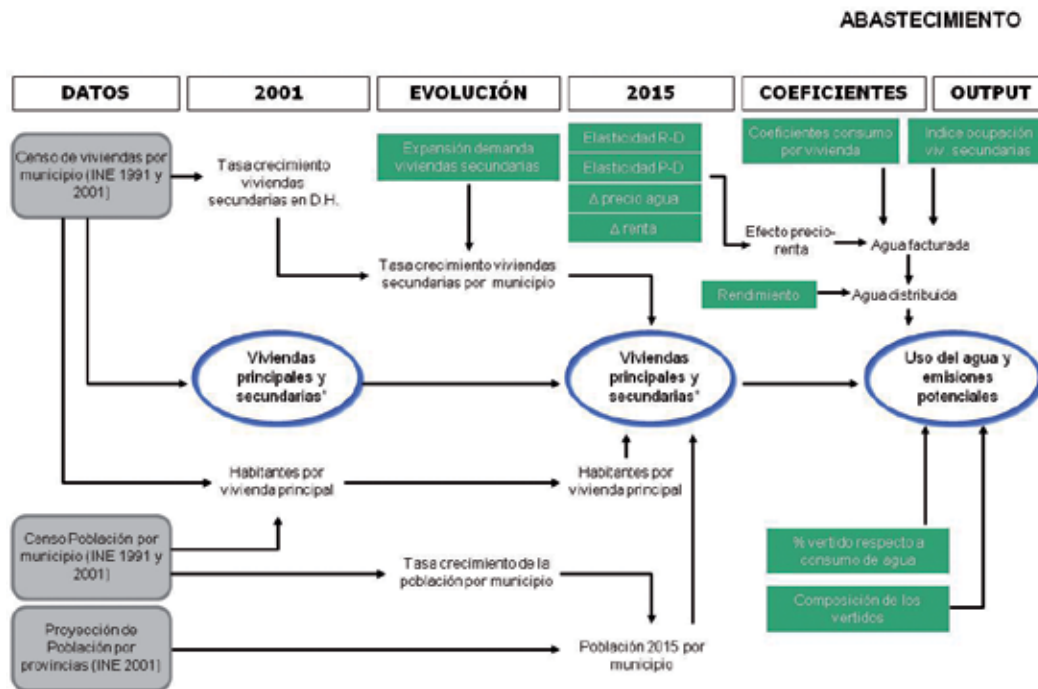 ABASTECIMIENTO
DATOS
2001
EVOLUCIÓN
2015
COEFICIENTES
OUTPUT
Censo de viviendas por
municipio (INE 1991 y
2001)
Tasa crecimiento
viviendas
secundarias en D.H.
Expansión demanda
viviendas secundarias
Elasticidad R-D
Elasticidad P-D
Δ precio agua
Δ renta
Coeficientes consumo
por vivienda
Indice ocupación
viv. secundarias
Efecto precio-
renta
Agua facturada
Tasa crecimiento viviendas
secundarias por municipio
Rendimiento
Agua distribuida
Viviendas
principales y
secundarias*
Viviendas
principales y
secundarias*
Uso del agua y
emisiones
potenciales
Habitantes por
vivienda principal
Habitantes por
vivienda principal
Censo Población por
municipio (INE 1991 y
2001)
Tasa crecimiento de la
población por municipio
% vertido respecto a
consumo de agua
Composición de los
vertidos
Proyección de
Población por
provincias (INE 2001)
Población 2015 por
municipio